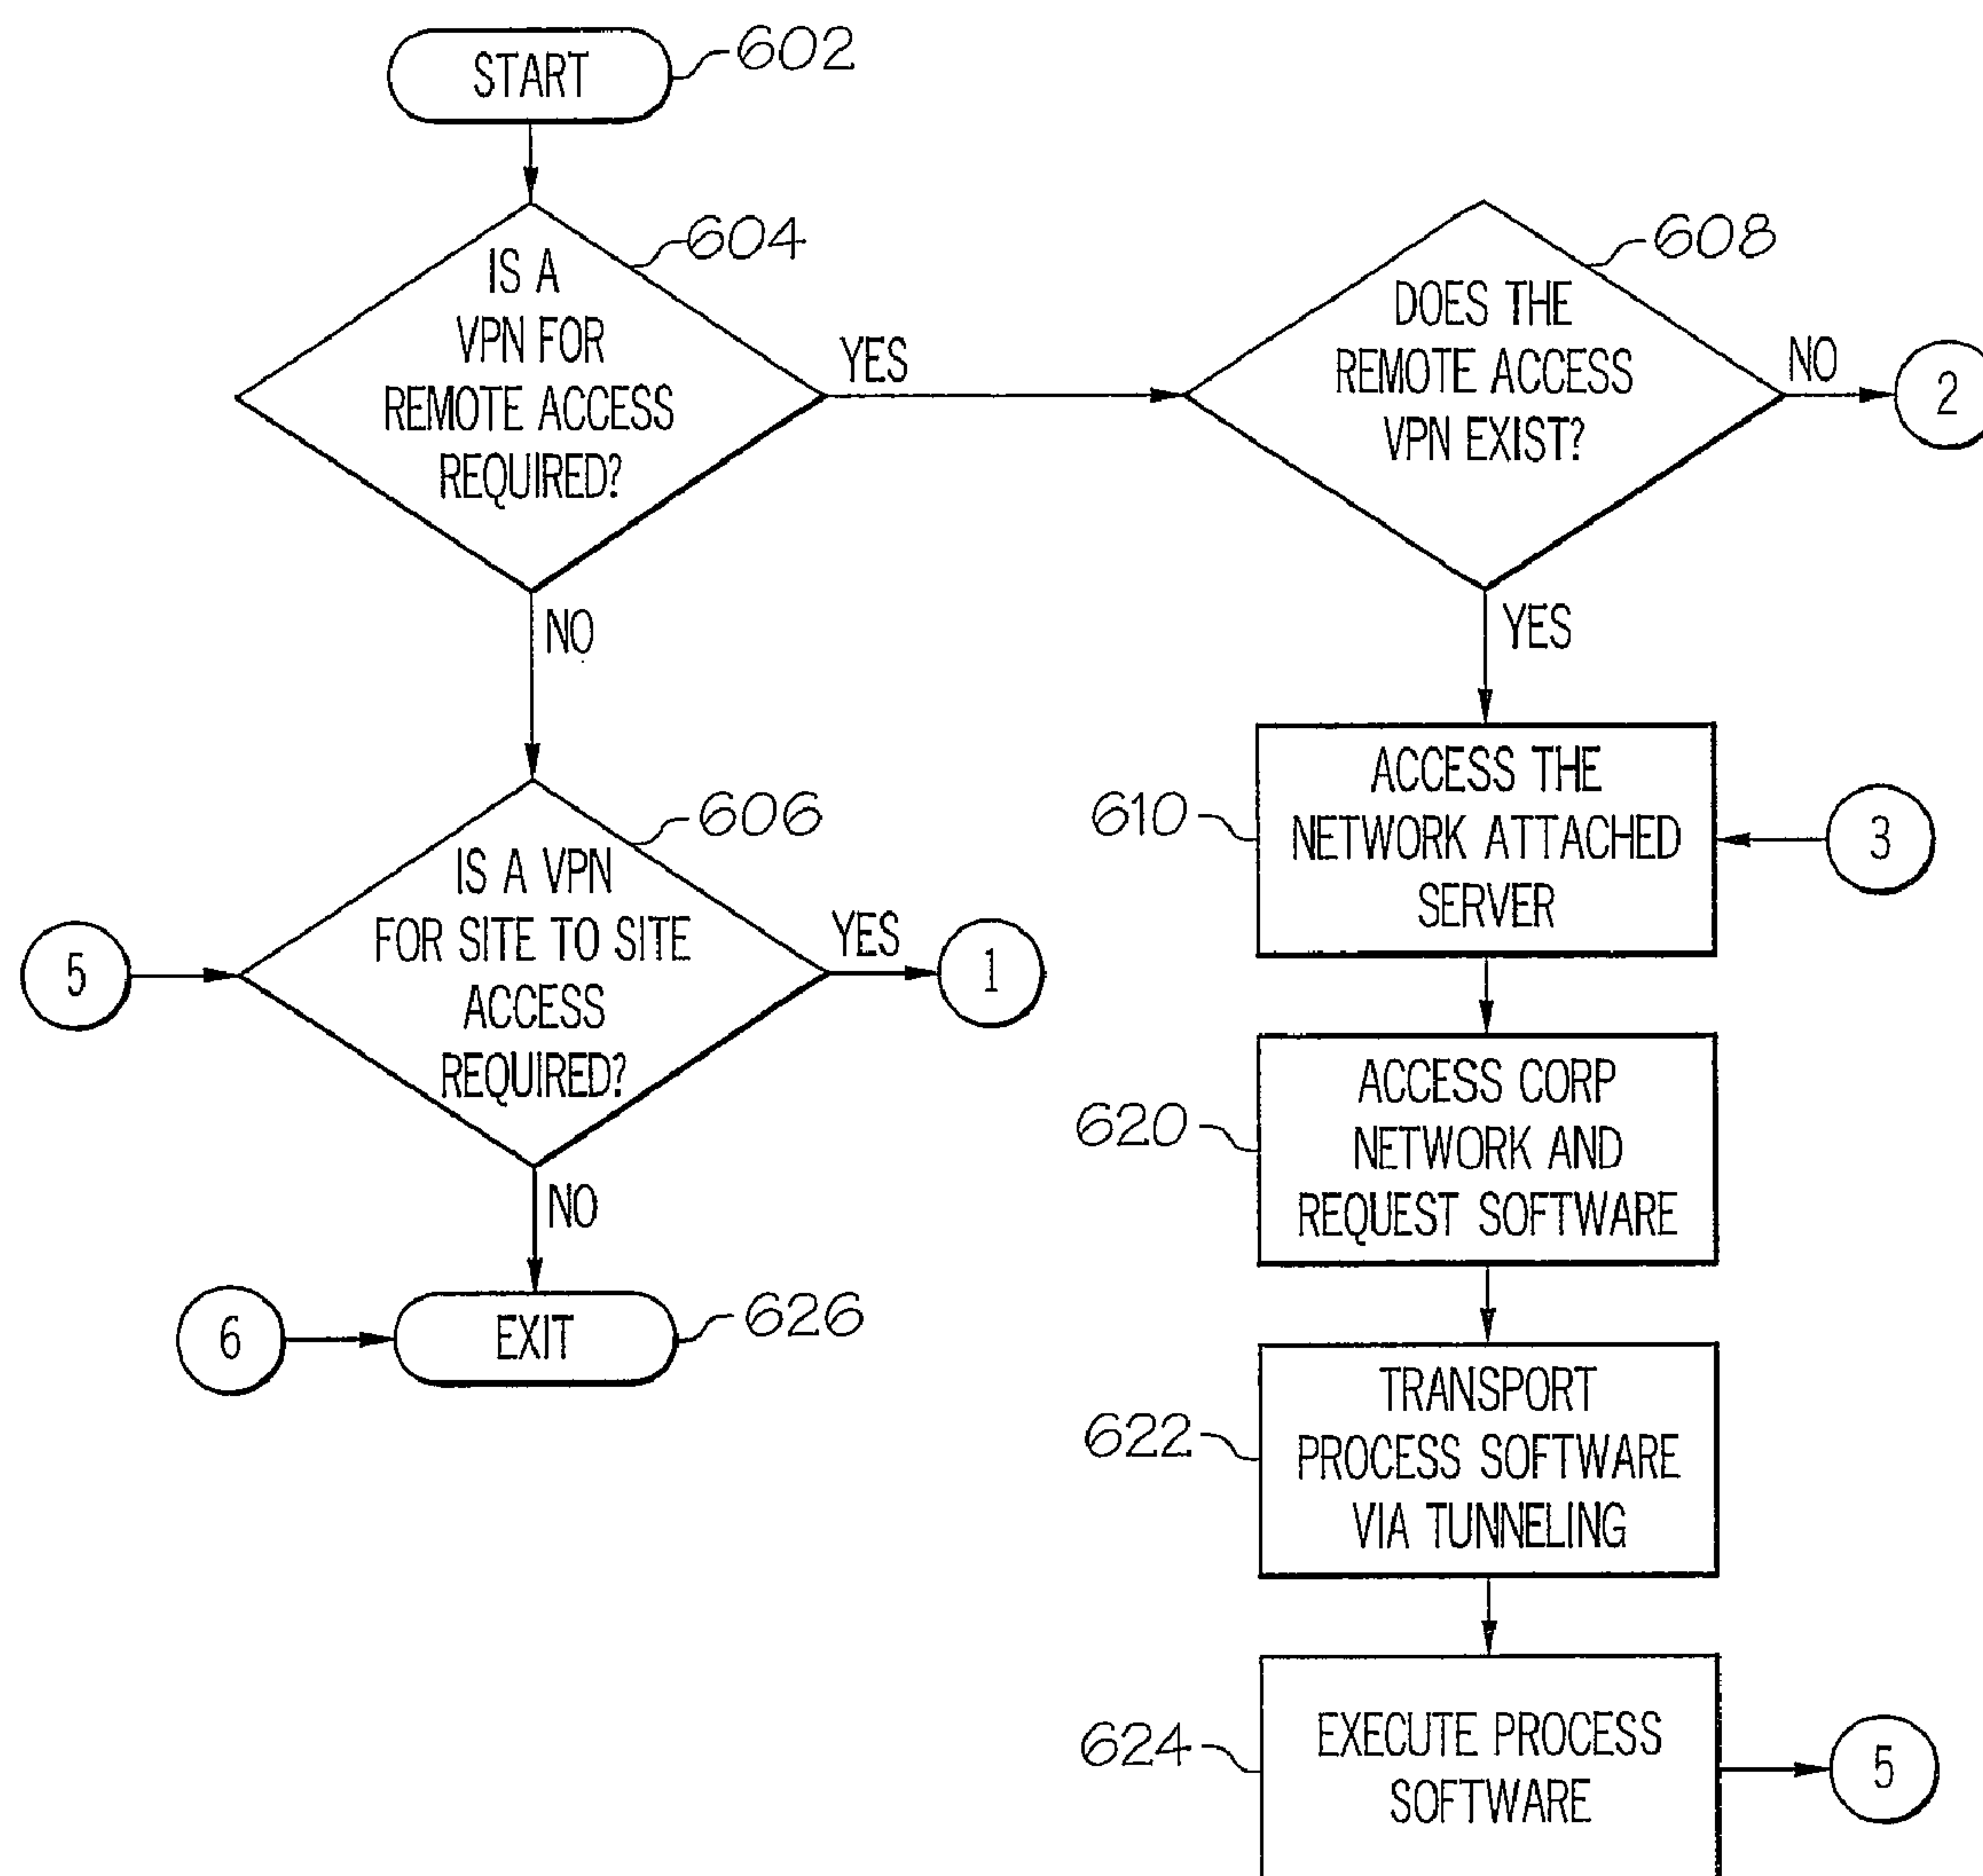 START
602
IS A
VPN FOR
REMOTE ACCESS
REQUIRED?
604
YES
NO
DOES THE
REMOTE ACCESS
VPN EXIST?
608
NO
2
YES
IS A VPN
FOR SITE TO SITE
ACCESS
REQUIRED?
606
5
YES
1
NO
6
EXIT
626
ACCESS THE
NETWORK ATTACHED
SERVER
610
3
ACCESS CORP
NETWORK AND
REQUEST SOFTWARE
620
TRANSPORT
PROCESS SOFTWARE
VIA TUNNELING
622
EXECUTE PROCESS
SOFTWARE
624
5